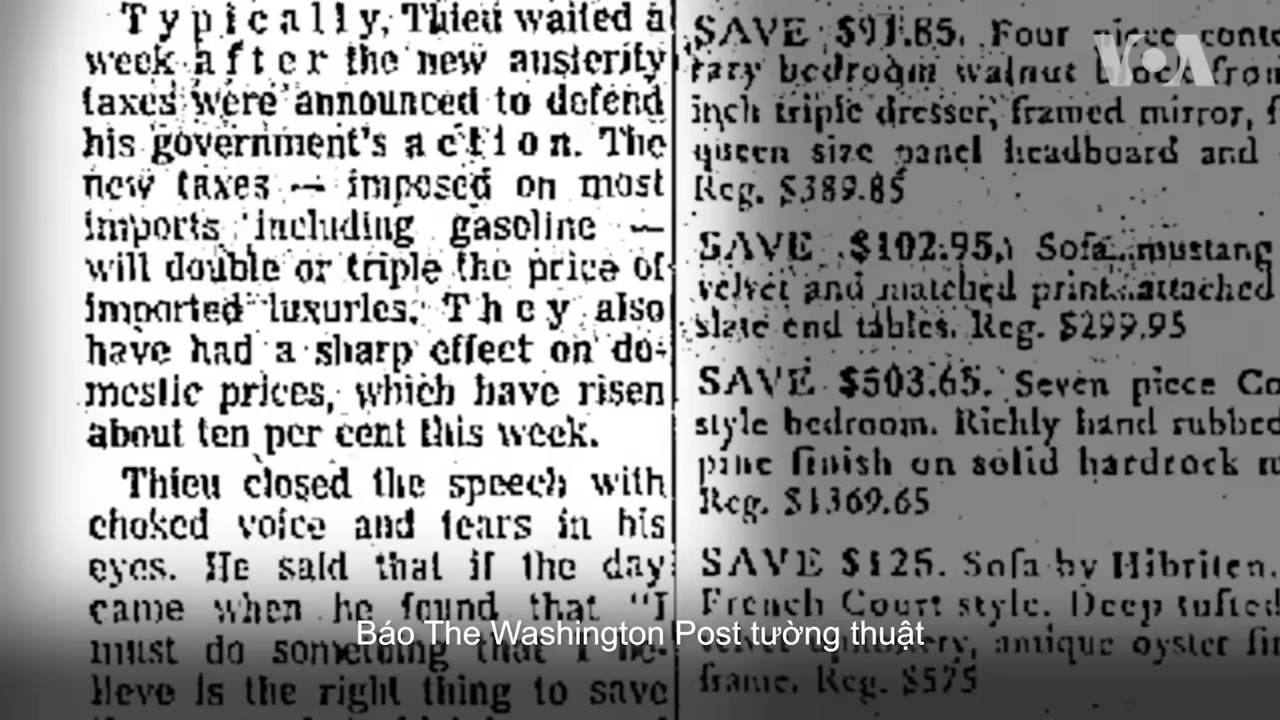 Typically, Thieu waited a
week after the new austerity
taxes were announced to defend
his government's action. The
new taxes — imposed on most
imports including gasoline —
will double or triple the price of
imported luxuries. They also
have had a sharp effect on do-
mestic prices, which have risen
about ten per cent this week.
Thieu closed the speech with
choked voice and tears in his
eyes. He said that if the day
came when he found that "I
must do something that I be-
lieve is the right thing to save
SAVE $91.85. Four piece conte
rary bedroom walnut block fron
inch triple dresser, framed mirror, f
queen size panel headboard and
Reg. $389.85
SAVE $102.95. Sofa, mustang
velvet and matched print, attached
slate end tables. Reg. $299.95
SAVE $503.65. Seven piece Co
style bedroom. Richly hand rubbed
pine finish on solid hardrock m
Reg. $1369.65
SAVE $125. Sofa by Hibriten.
French Court style. Deep tufted
antique oyster fin
frame. Reg. $575
VOA
Báo The Washington Post tường thuật